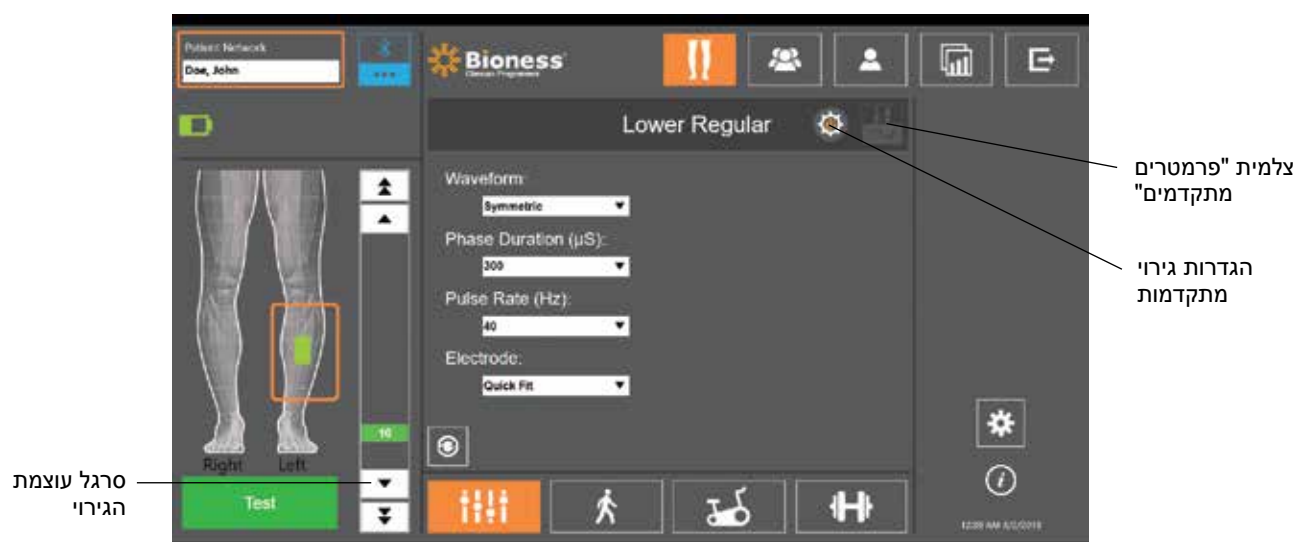 Patient Network
Doe, John
Bioness
Lower Regular
Waveform:
Symmetric
Phase Duration (µS):
300
Pulse Rate (Hz):
40
Electrode:
Quick Fit
10
Right
Left
Test
צלמית "פרמטרים
מתקדמים"
הגדרות גירוי
מתקדמות
סרגל עוצמת
הגירוי